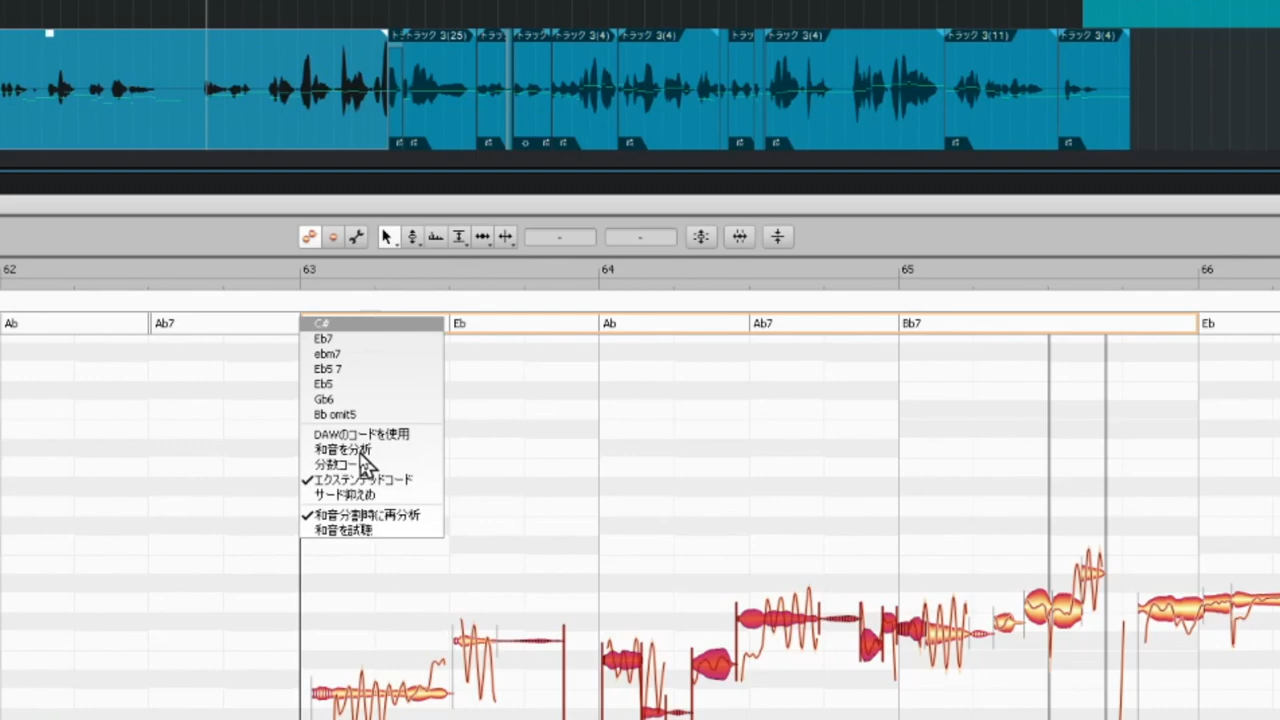 トラック 3(25)
トラック 3(4)
トラック 3(4)
トラック 3(4)
トラック 3(11)
トラック 3(4)
-
-
62
63
64
65
66
Ab
Ab7
Eb
Ab
Ab7
Bb7
Eb
C#
Eb7
ebm7
Eb5 7
Eb5
Gb6
Bb omit5
DAWのコードを使用
和音を分析
分数コー
エクステンデッドコード
サード抑えめ
和音分割時に再分析
和音を試聴